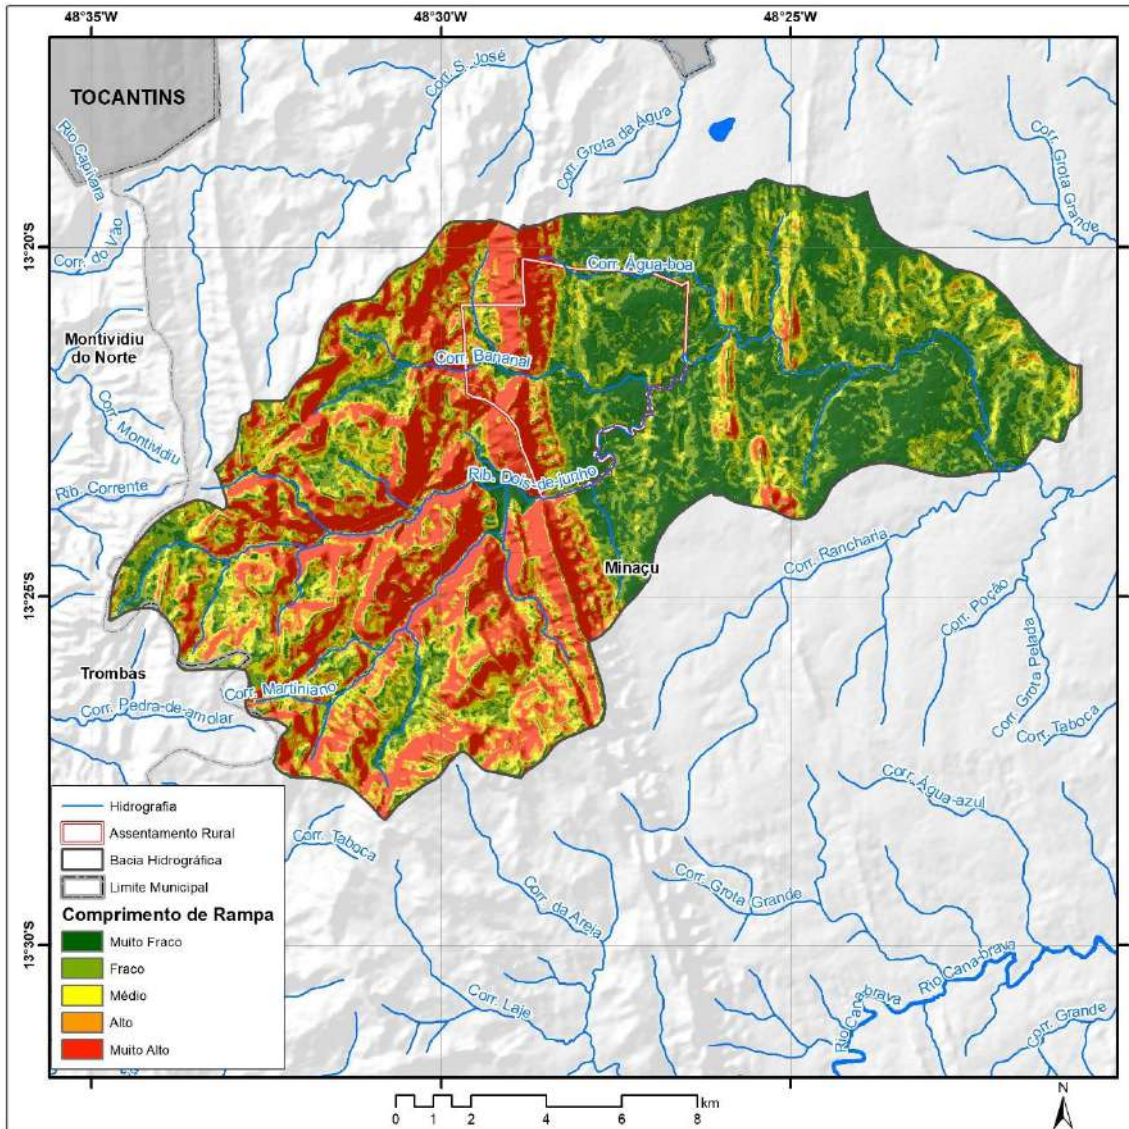 48°35'W
48°30'W
48°25'W
TOCANTINS
Rio Capivara
Corr. S. José
Corr. Grota da Água
Corr. Grota Grande
13°20'S
Corr. do Vão
Corr. Água-boa
Montividiu
do Norte
Corr. Bananal
Corr. Montividiu
Rib. Corrente
Rib. Dois-de-junho
Corr. Rancharia
Minaçu
13°25'S
Corr. Poção
Trombas
Corr. Martiniano
Corr. Grota Pelada
Corr. Pedra-de-amolar
Corr. Taboca
Corr. Água-azul
Corr. Taboca
Corr. Grota Grande
Corr. da Areia
13°30'S
Rio Cana-brava
Rio Cana-brava
Corr. Laje
Corr. Grande
Hidrografia
Assentamento Rural
Bacia Hidrográfica
Limite Municipal
Comprimento de Rampa
Muito Fraco
Fraco
Médio
Alto
Muito Alto
km
0 1 2 4 6 8
N